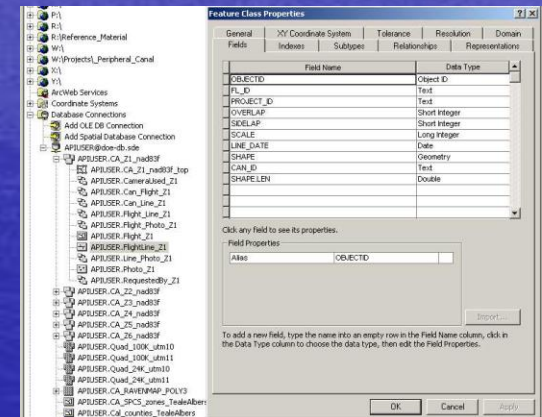 P:\
R:\
R:\Reference_Material
W:\
W:\Projects\_Peripheral_Canal
X:\
Y:\
ArcWeb Services
Coordinate Systems
Database Connections
Add OLE DB Connection
Add Spatial Database Connection
APIUSER@doe-db.sde
APIUSER.CA_Z1_nad83f
APIUSER.CA_Z1_nad83f_top
APIUSER.CameraUsed_Z1
APIUSER.Can_Flight_Z1
APIUSER.Can_Line_Z1
APIUSER.Flight_Line_Z1
APIUSER.Flight_Photo_Z1
APIUSER.Flight_Z1
APIUSER.FlightLine_Z1
APIUSER.Line_Photo_Z1
APIUSER.Photo_Z1
APIUSER.RequestedBy_Z1
APIUSER.CA_Z2_nad83f
APIUSER.CA_Z3_nad83f
APIUSER.CA_Z4_nad83f
APIUSER.CA_Z5_nad83f
APIUSER.CA_Z6_nad83f
APIUSER.Quad_100K_utm10
APIUSER.Quad_100K_utm11
APIUSER.Quad_24K_utm10
APIUSER.Quad_24K_utm11
APIUSER.CA_RAVENMAP_POLY3
APIUSER.CA_SPCS_zones_TealeAlbers
APIUSER.Cal_counties_TealeAlbers
Feature Class Properties
General XY Coordinate System Tolerance Resolution Domain
Fields Indexes Subtypes Relationships Representations
Field Name Data Type
OBJECTID Object ID
FL_ID Text
PROJECT_ID Text
OVERLAP Short Integer
SIDELAP Short Integer
SCALE Long Integer
LINE_DATE Date
SHAPE Geometry
CAN_ID Text
SHAPE.LEN Double
Click any field to see its properties.
Field Properties
Alias OBJECTID
Import...
To add a new field, type the name into an empty row in the Field Name column, click in
the Data Type column to choose the data type, then edit the Field Properties.
OK Cancel Apply